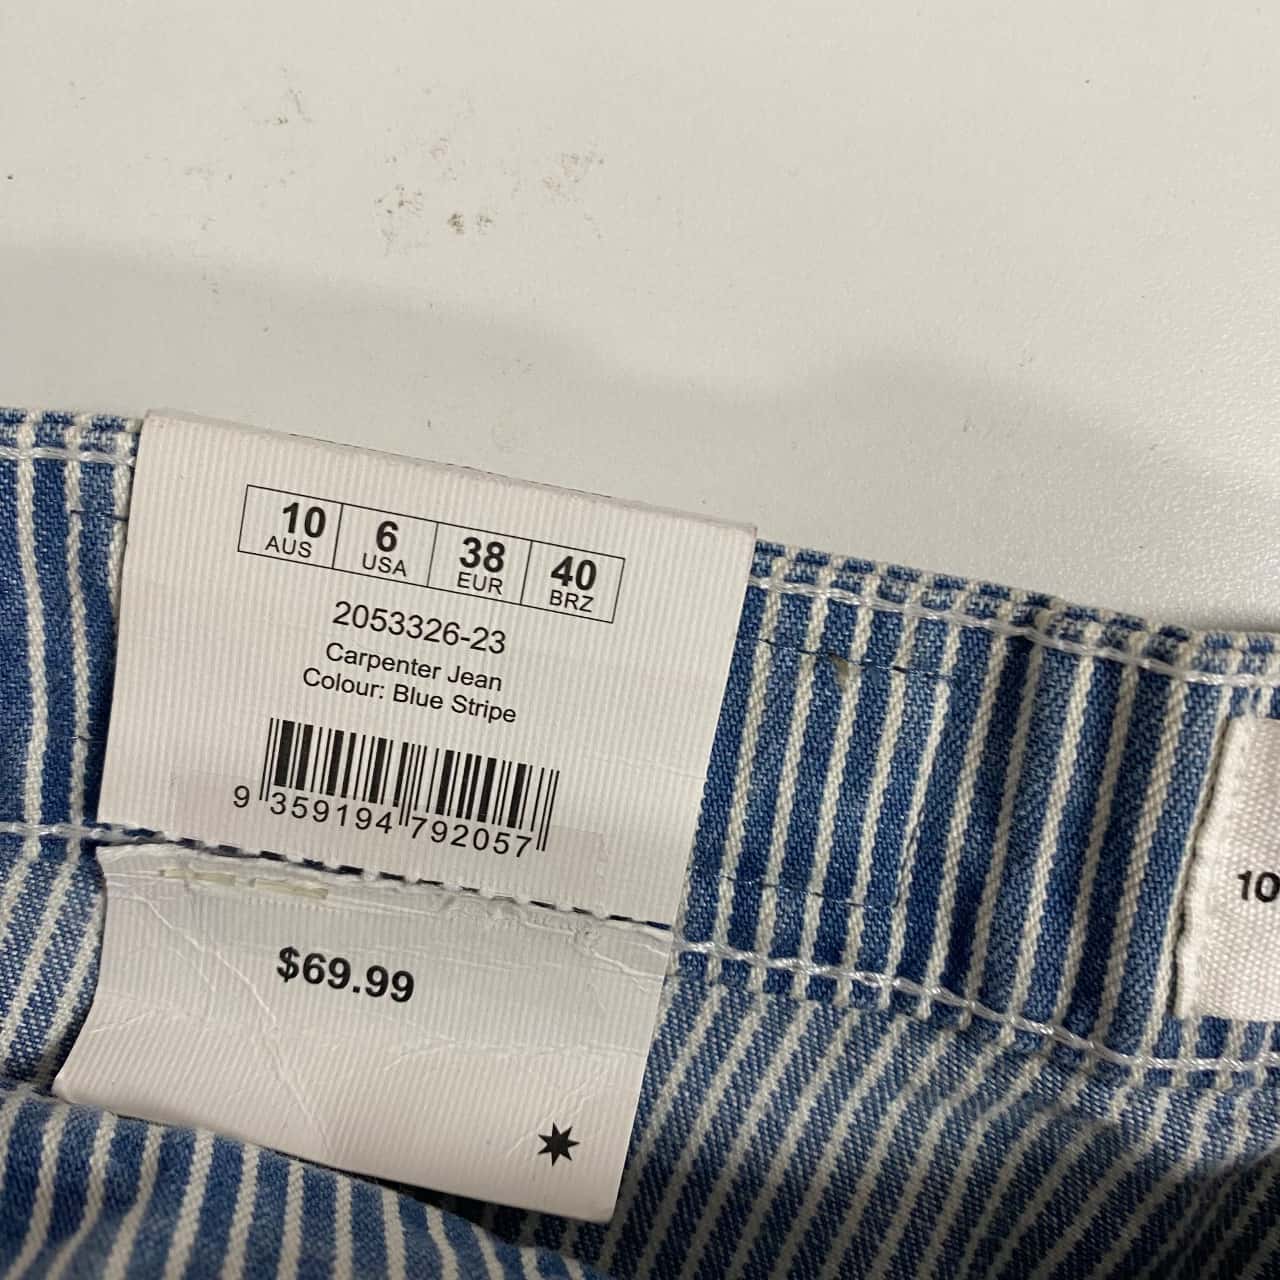 10 6 38 40
AUS USA EUR BRZ
2053326-23
Carpenter Jean
Colour: Blue Stripe
9 359194 792057
$69.99
10